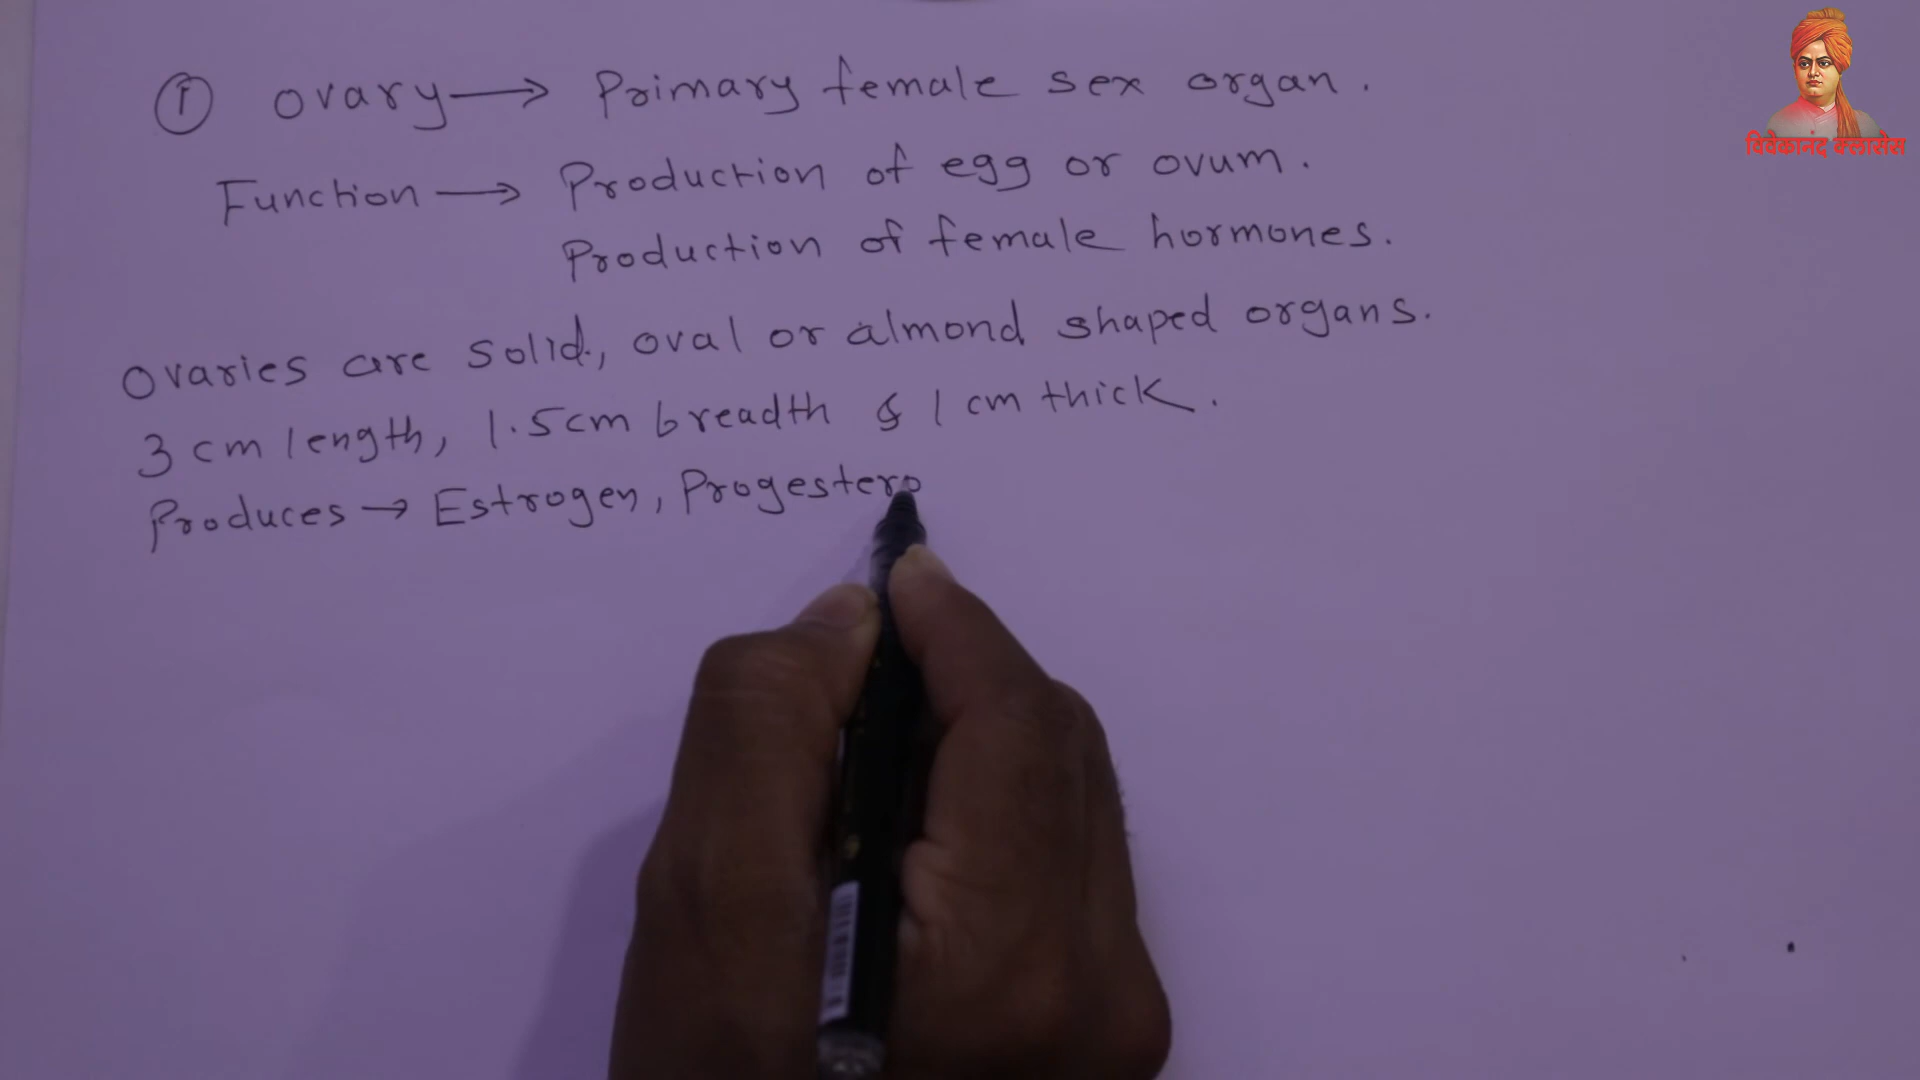 ① Ovary → Primary female sex organ.
Function → Production of egg or ovum.
Production of female hormones.
Ovaries are solid, oval or almond shaped organs.
3 cm length, 1.5cm breadth & 1 cm thick.
Produces → Estrogen, Progestero
विवेकानंद क्लासेस